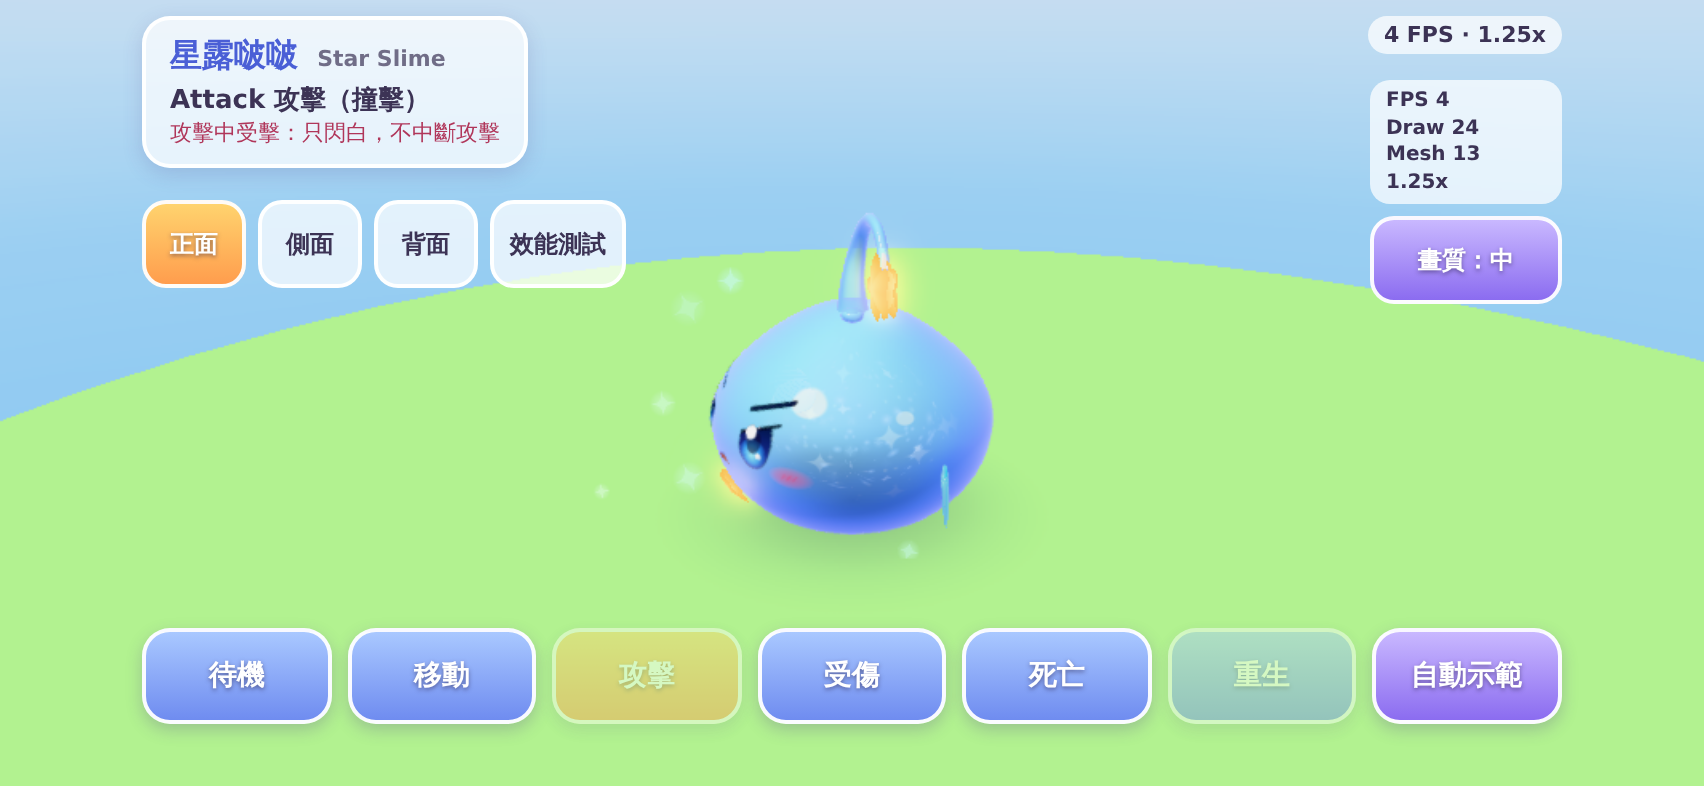 星露啵啵 Star Slime
Attack 攻擊（撞擊）
攻擊中受擊：只閃白，不中斷攻擊
4 FPS · 1.25x
FPS 4
Draw 24
Mesh 13
1.25x
正面 側面 背面 效能測試
畫質：中
待機 移動 攻擊 受傷 死亡 重生 自動示範